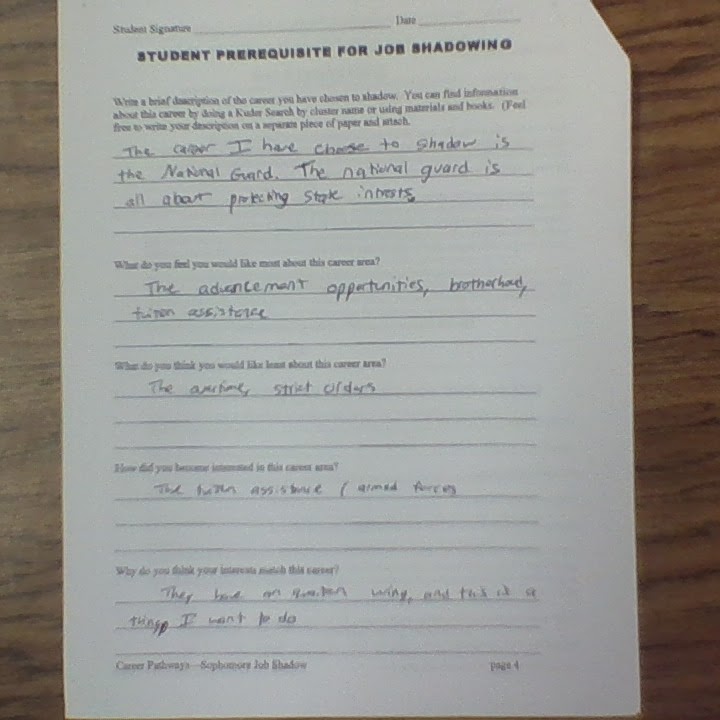 Student Signature Date
STUDENT PREREQUISITE FOR JOB SHADOWING
Write a brief description of the career you have chosen to shadow. You can find information
about this career by doing a Kuder Search by cluster name or using materials and books. (Feel
free to write your description on a separate piece of paper and attach.
The career I have choose to shadow is
the National Guard. The national guard is
all about protecting state intrests.
What do you feel you would like most about this career area?
The advancement opportunities, brotherhood,
tution assistance
What do you think you would like least about this career area?
The overtime, strict orders
How did you become interested in this career area?
The tution assistance / armed forces
Why do you think your interests match this career?
They have an wing, and this is a
things I want to do
Career Pathways—Sophomore Job Shadow page 4